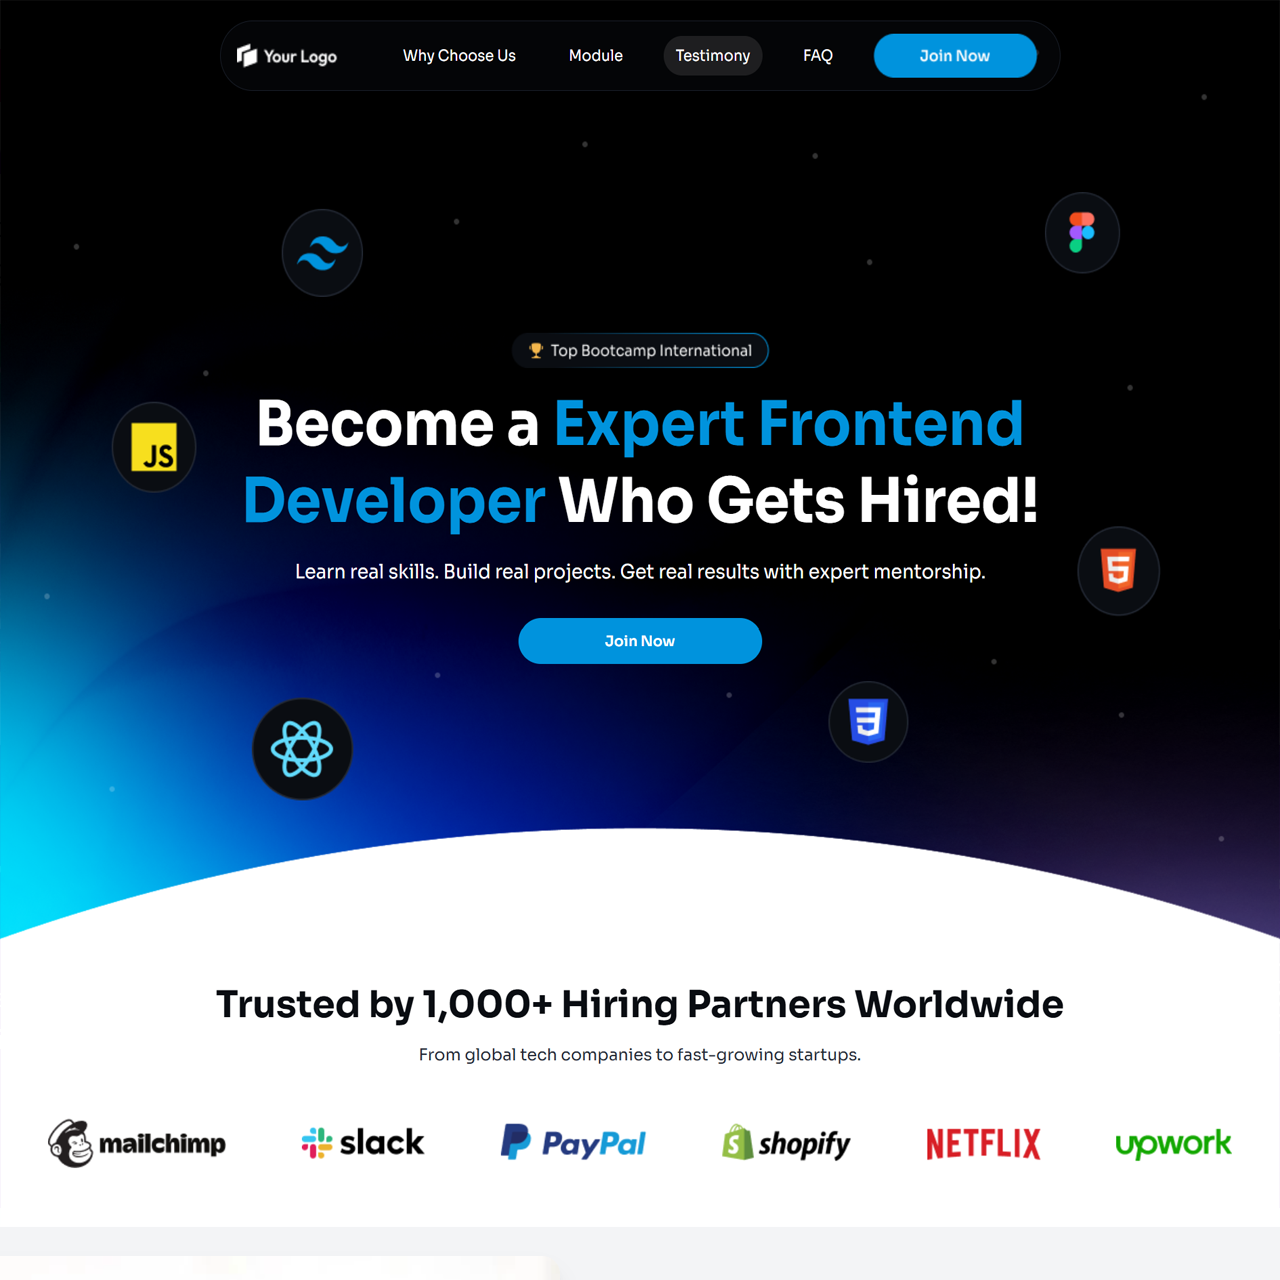 Your Logo
Why Choose Us
Module
Testimony
FAQ
Join Now
Top Bootcamp International
Become a Expert Frontend
Developer Who Gets Hired!
JS
5
Learn real skills. Build real projects. Get real results with expert mentorship.
Join Now
3
Trusted by 1,000+ Hiring Partners Worldwide
From global tech companies to fast-growing startups.
mailchimp
slack
PayPal
shopify
NETFLIX
upwork